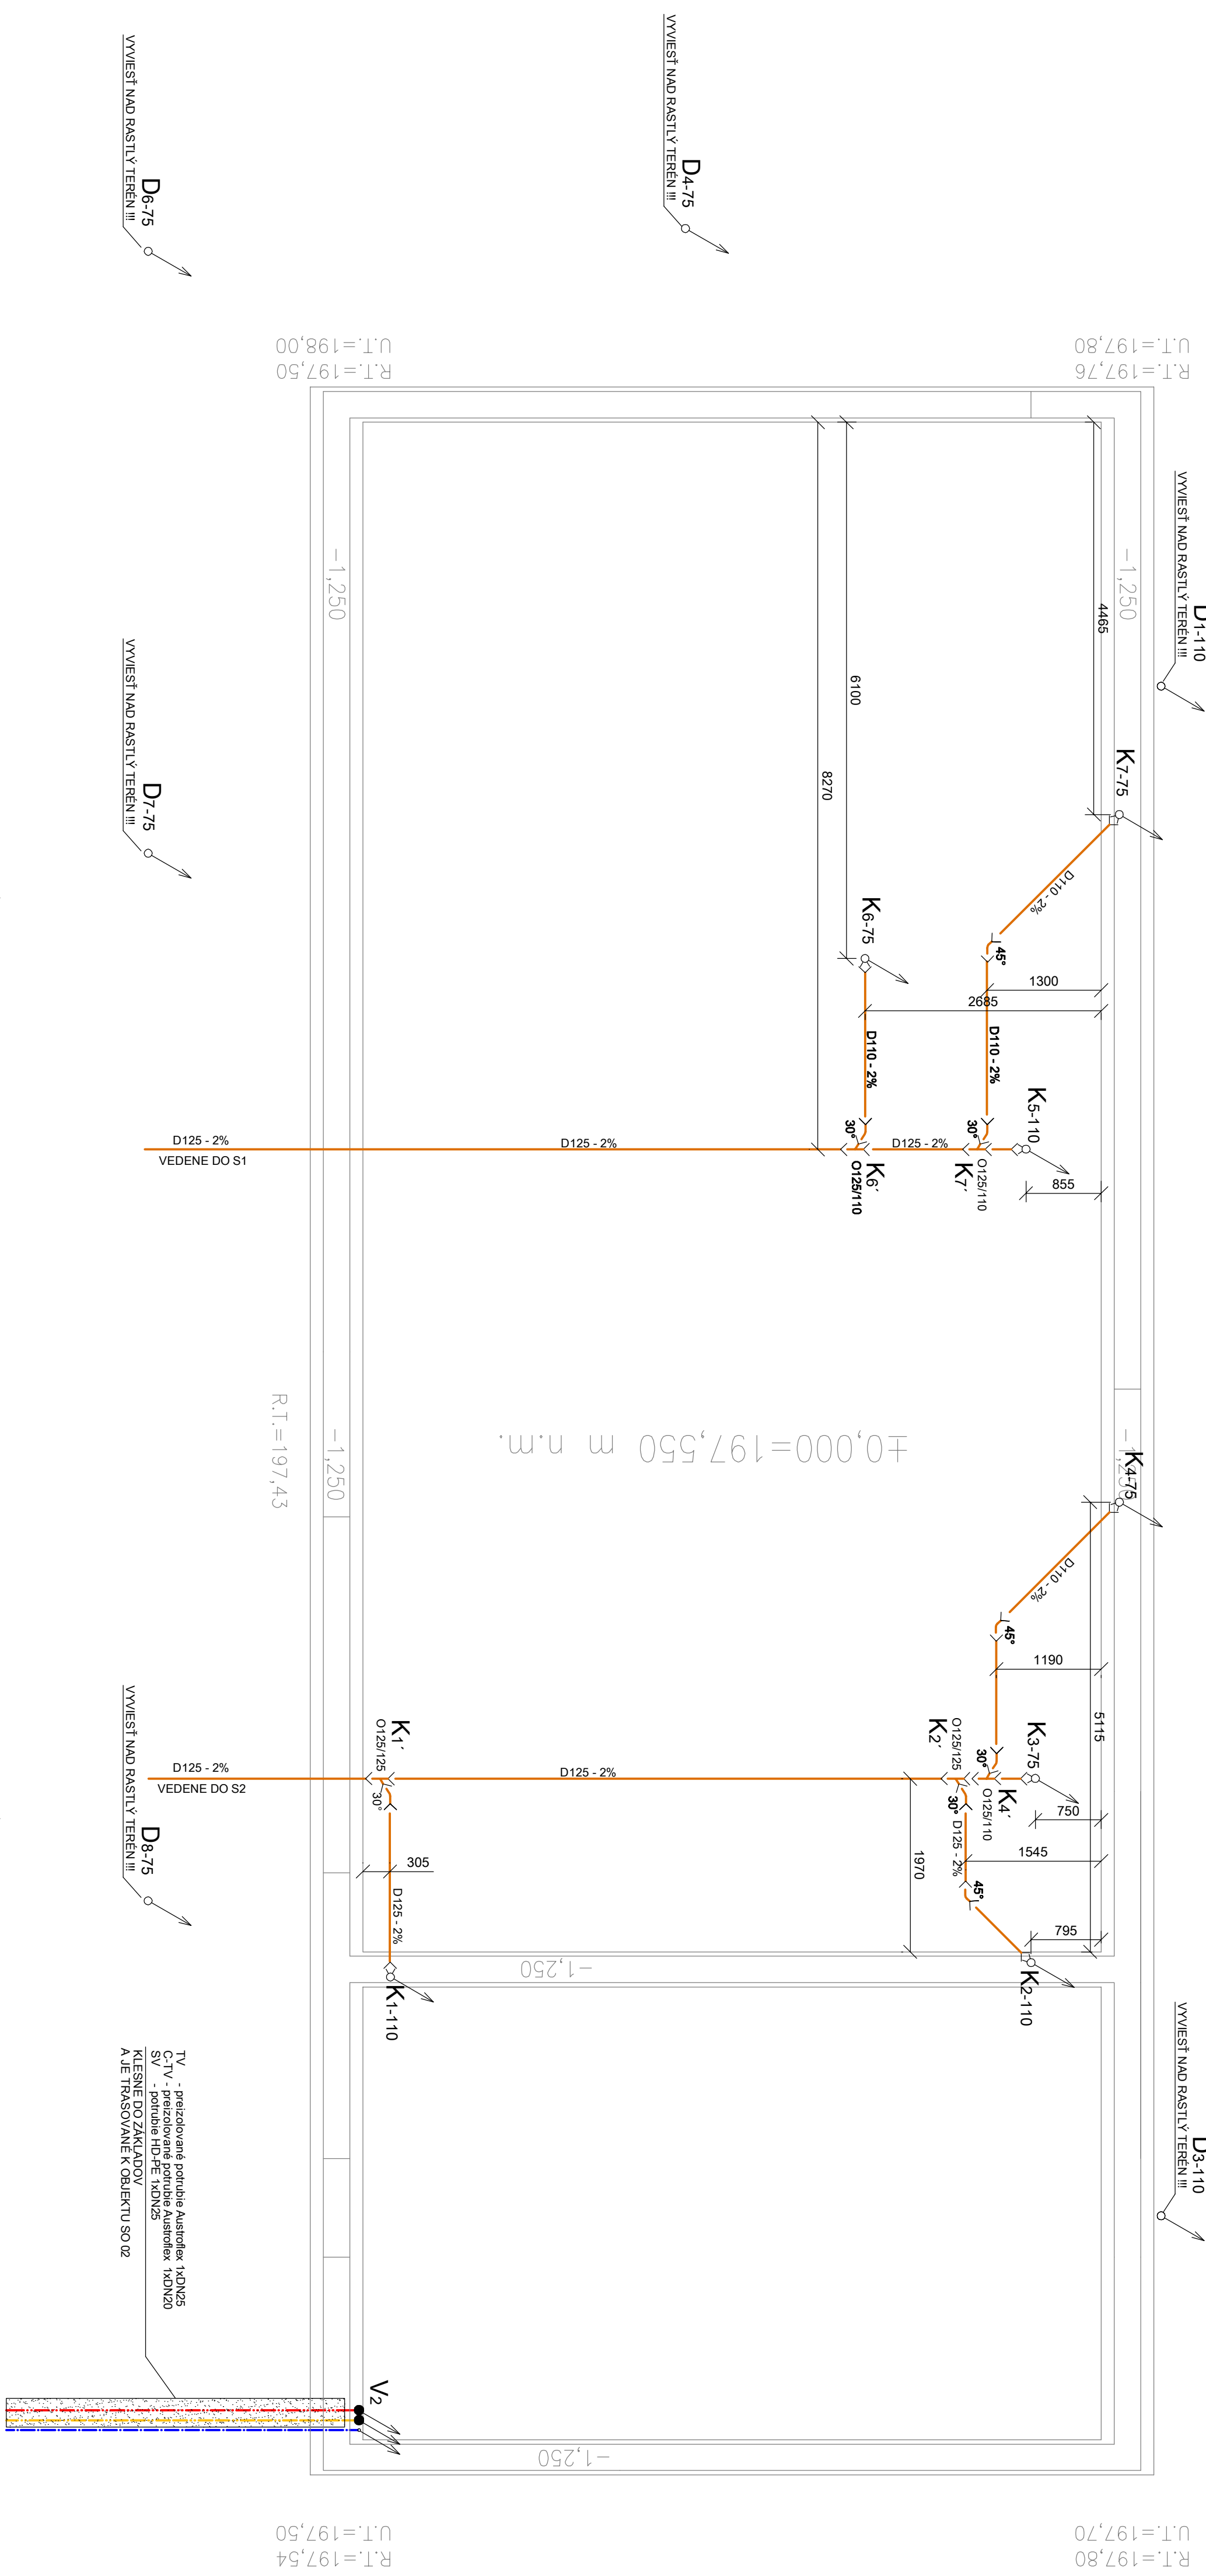 VYVIESŤ NAD RASTLÝ TERÉN !!!
D6-75
VYVIESŤ NAD RASTLÝ TERÉN !!!
D4-75
U.T.=198,00
R.T.=197,50
U.T.=197,80
R.T.=197,76
VYVIESŤ NAD RASTLÝ TERÉN !!!
D1-110
-1,250
-1,250
4465
6100
8270
VYVIESŤ NAD RASTLÝ TERÉN !!!
D7-75
K7-75
D110 - 2%
45°
K6-75
1300
2685
D110 - 2%
D110 - 2%
K5-110
30°
30°
D125 - 2%
VEDENE DO S1
D125 - 2%
D125 - 2%
K6´
O125/110
K7´
O125/110
855
±0,000=197,550 m n.m.
R.T.=197,43
-1,250
-1,250
K4-75
D110 - 2%
45°
1190
5115
K3-75
K1´
O125/125
K2´
O125/125
30°
K4´
O125/110
D125 - 2%
VEDENE DO S2
D125 - 2%
30°
30°
D125 - 2%
750
1545
1970
305
45°
795
D125 - 2%
VYVIESŤ NAD RASTLÝ TERÉN !!!
D8-75
-1,250
K1-110
K2-110
VYVIESŤ NAD RASTLÝ TERÉN !!!
D3-110
TV - preizolované potrubie Austroflex 1xDN25
C-TV - preizolované potrubie Austroflex 1xDN20
SV - potrubie HD-PE 1xDN25
KLESNE DO ZÁKLADOV
A JE TRASOVANÉ K OBJEKTU SO 02
V2
-1,250
U.T.=197,50
R.T.=197,54
U.T.=197,70
R.T.=197,80